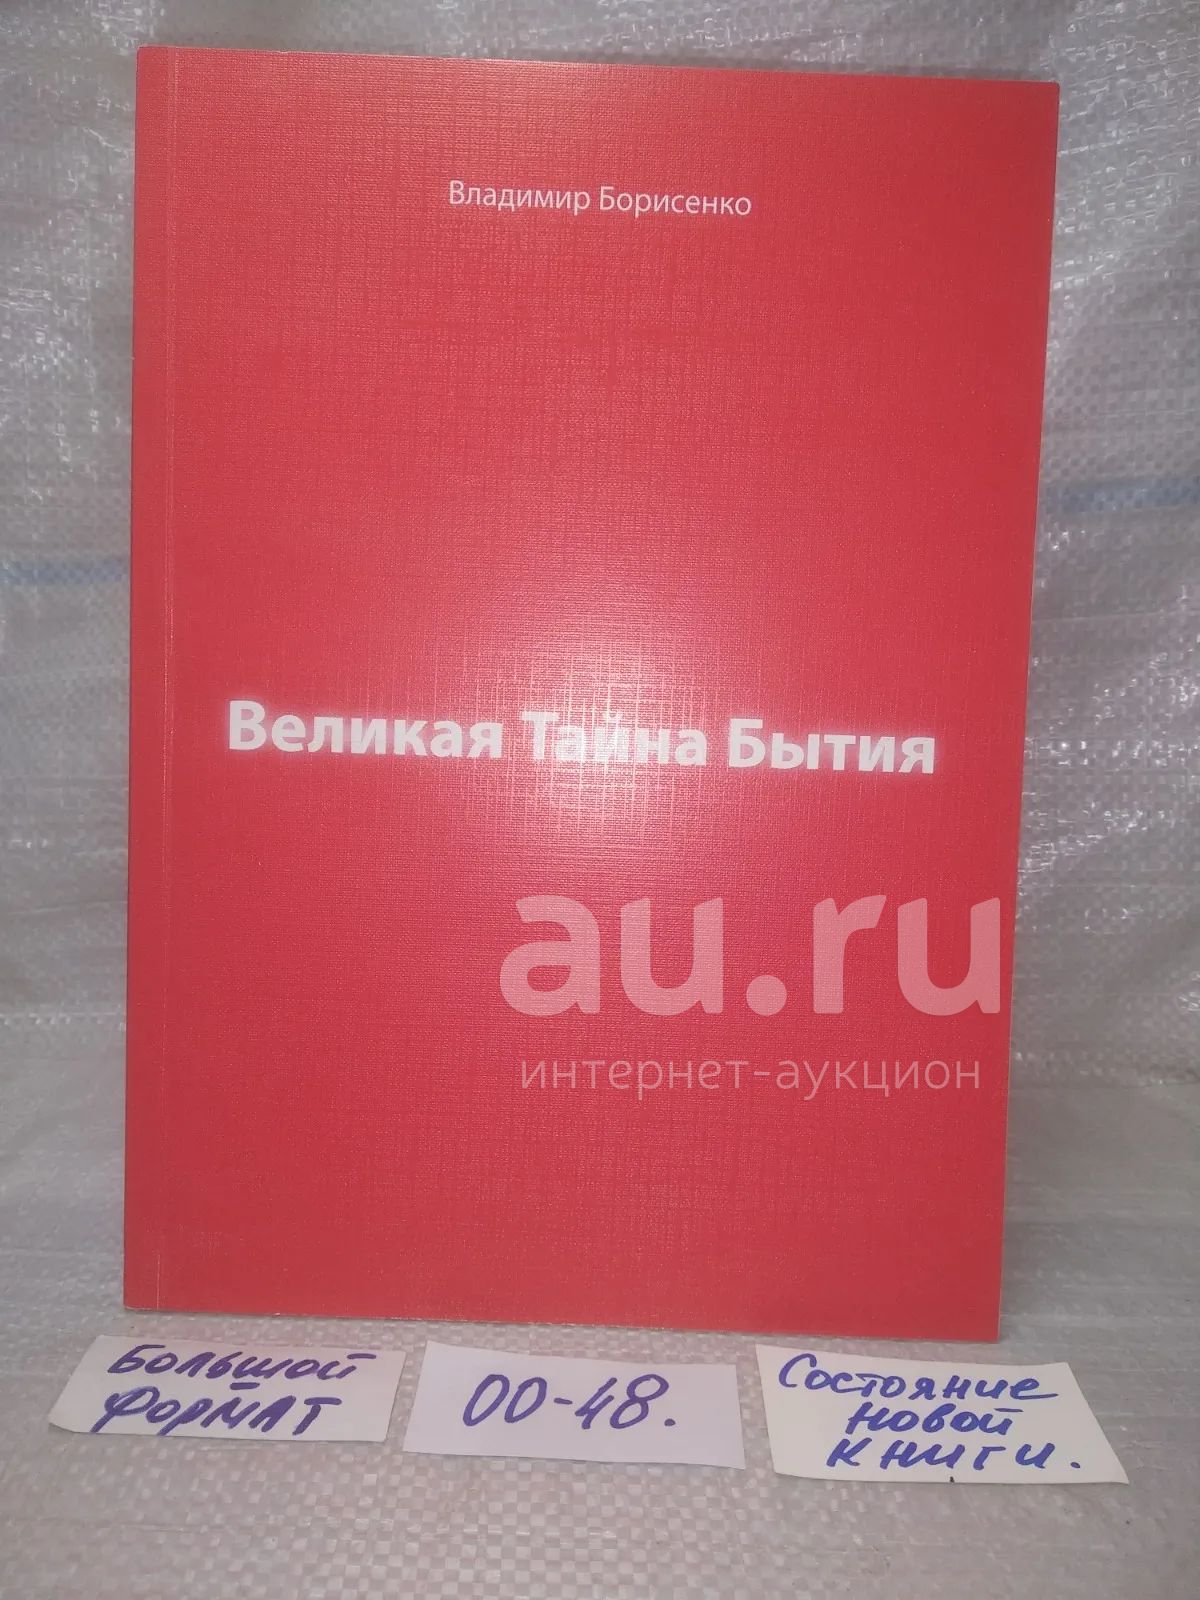 Владимир Борисенко
Великая Тайна Бытия
au.ru
интернет-аукцион
Большой
формат
00-48.
Состояние
новой
книги.